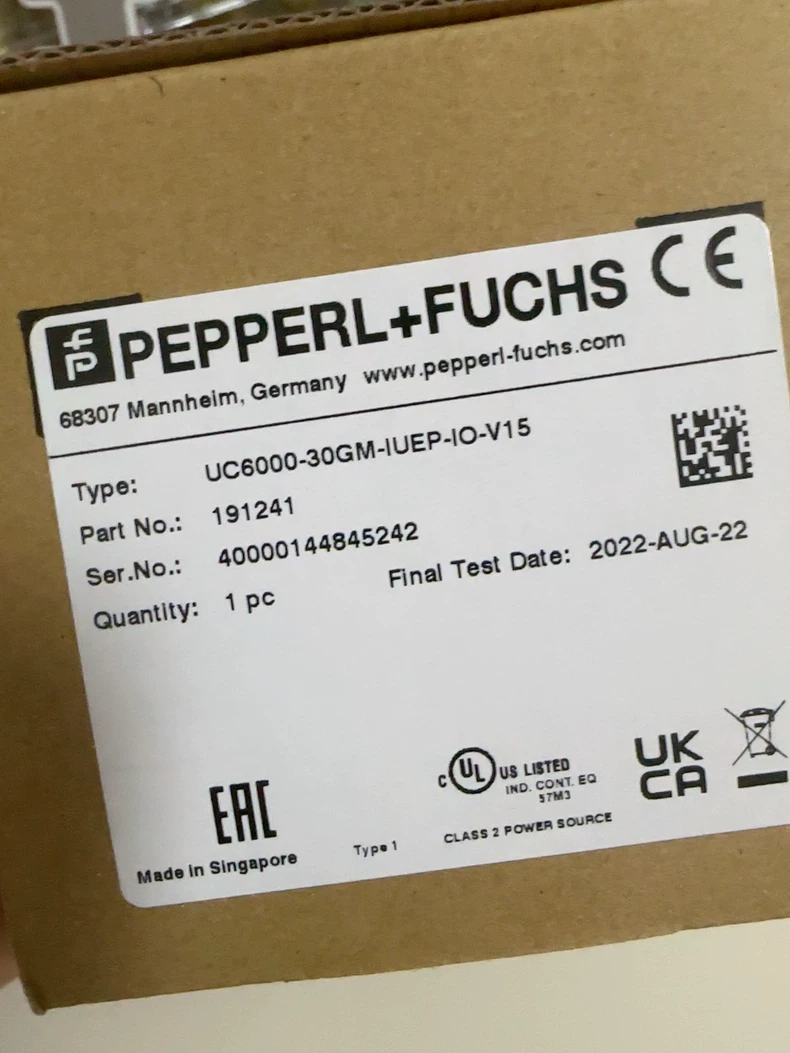 PEPPERL+FUCHS CE
68307 Mannheim, Germany www.pepperl-fuchs.com
Type: UC6000-30GM-IUEP-IO-V15
Part No.: 191241
Ser.No.: 40000144845242
Quantity: 1 pc Final Test Date: 2022-AUG-22
EAC
Made in Singapore
Type 1
c UL US LISTED
IND. CONT. EQ
57M3
CLASS 2 POWER SOURCE
UK
CA